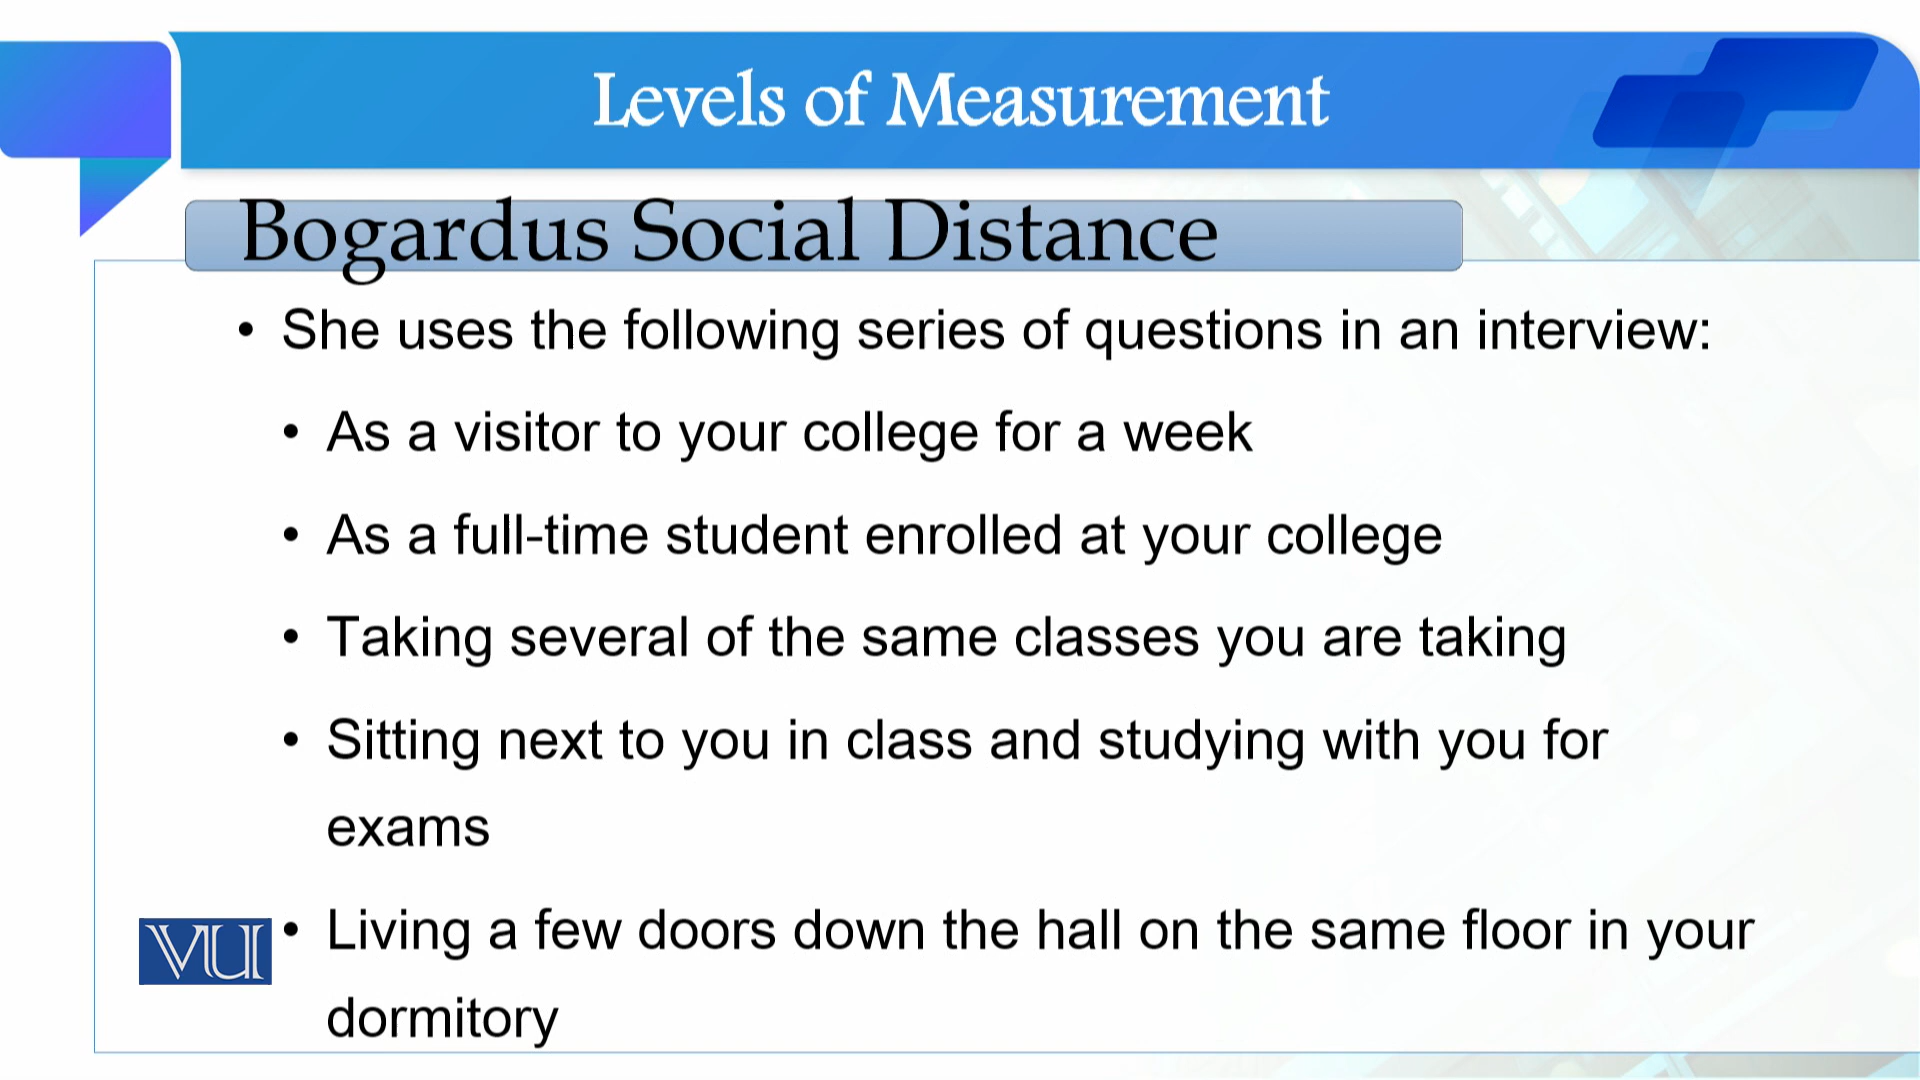 Levels of Measurement
Bogardus Social Distance
• She uses the following series of questions in an interview:
• As a visitor to your college for a week
• As a full-time student enrolled at your college
• Taking several of the same classes you are taking
• Sitting next to you in class and studying with you for
exams
• Living a few doors down the hall on the same floor in your
dormitory
VU